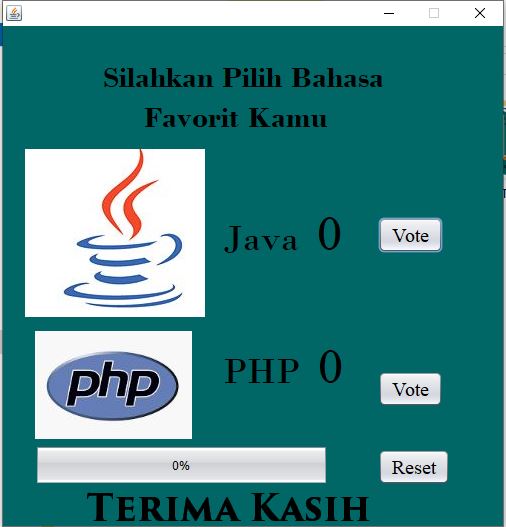 Silahkan Pilih Bahasa
Favorit Kamu
Java 0 Vote
php
PHP 0 Vote
0% Reset
Terima Kasih